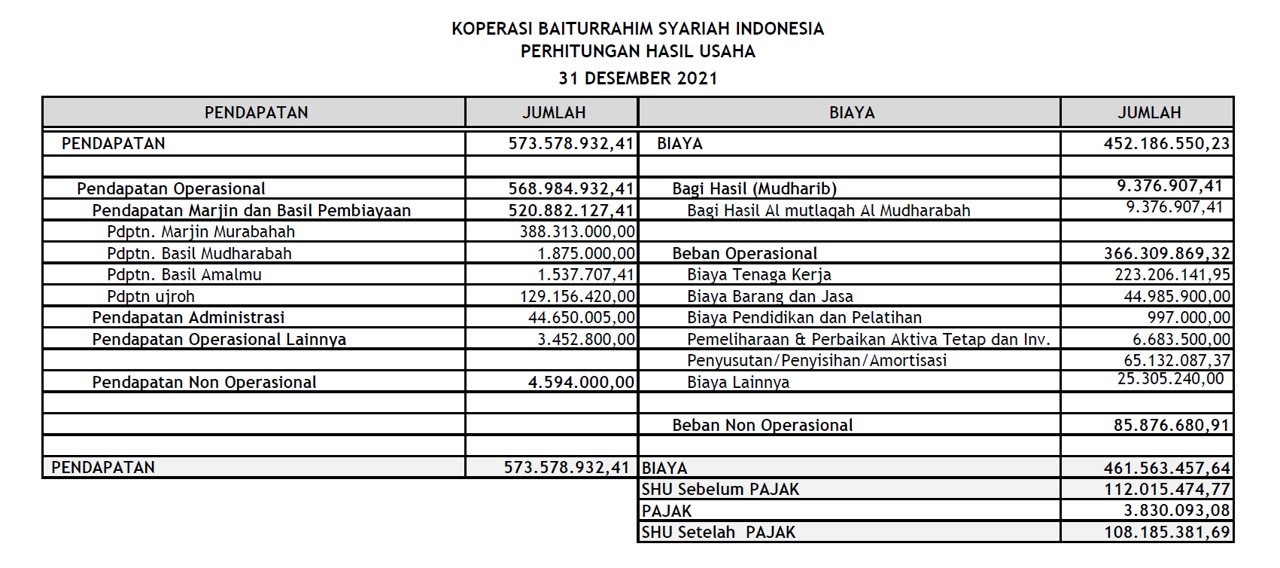 KOPERASI BAITURRAHIM SYARIAH INDONESIA
PERHITUNGAN HASIL USAHA
31 DESEMBER 2021
PENDAPATAN JUMLAH BIAYA JUMLAH
PENDAPATAN 573.578.932,41 BIAYA 452.186.550,23
Pendapatan Operasional 568.984.932,41 Bagi Hasil (Mudharib) 9.376.907,41
Pendapatan Marjin dan Basil Pembiayaan 520.882.127,41 Bagi Hasil Al mutlaqah Al Mudharabah 9.376.907,41
Pdptn. Marjin Murabahah 388.313.000,00
Pdptn. Basil Mudharabah 1.875.000,00 Beban Operasional 366.309.869,32
Pdptn. Basil Amalmu 1.537.707,41 Biaya Tenaga Kerja 223.206.141,95
Pdptn ujroh 129.156.420,00 Biaya Barang dan Jasa 44.985.900,00
Pendapatan Administrasi 44.650.005,00 Biaya Pendidikan dan Pelatihan 997.000,00
Pendapatan Operasional Lainnya 3.452.800,00 Pemeliharaan & Perbaikan Aktiva Tetap dan Inv. 6.683.500,00
Penyusutan/Penyisihan/Amortisasi 65.132.087,37
Pendapatan Non Operasional 4.594.000,00 Biaya Lainnya 25.305.240,00
Beban Non Operasional 85.876.680,91
PENDAPATAN 573.578.932,41 BIAYA 461.563.457,64
SHU Sebelum PAJAK 112.015.474,77
PAJAK 3.830.093,08
SHU Setelah PAJAK 108.185.381,69